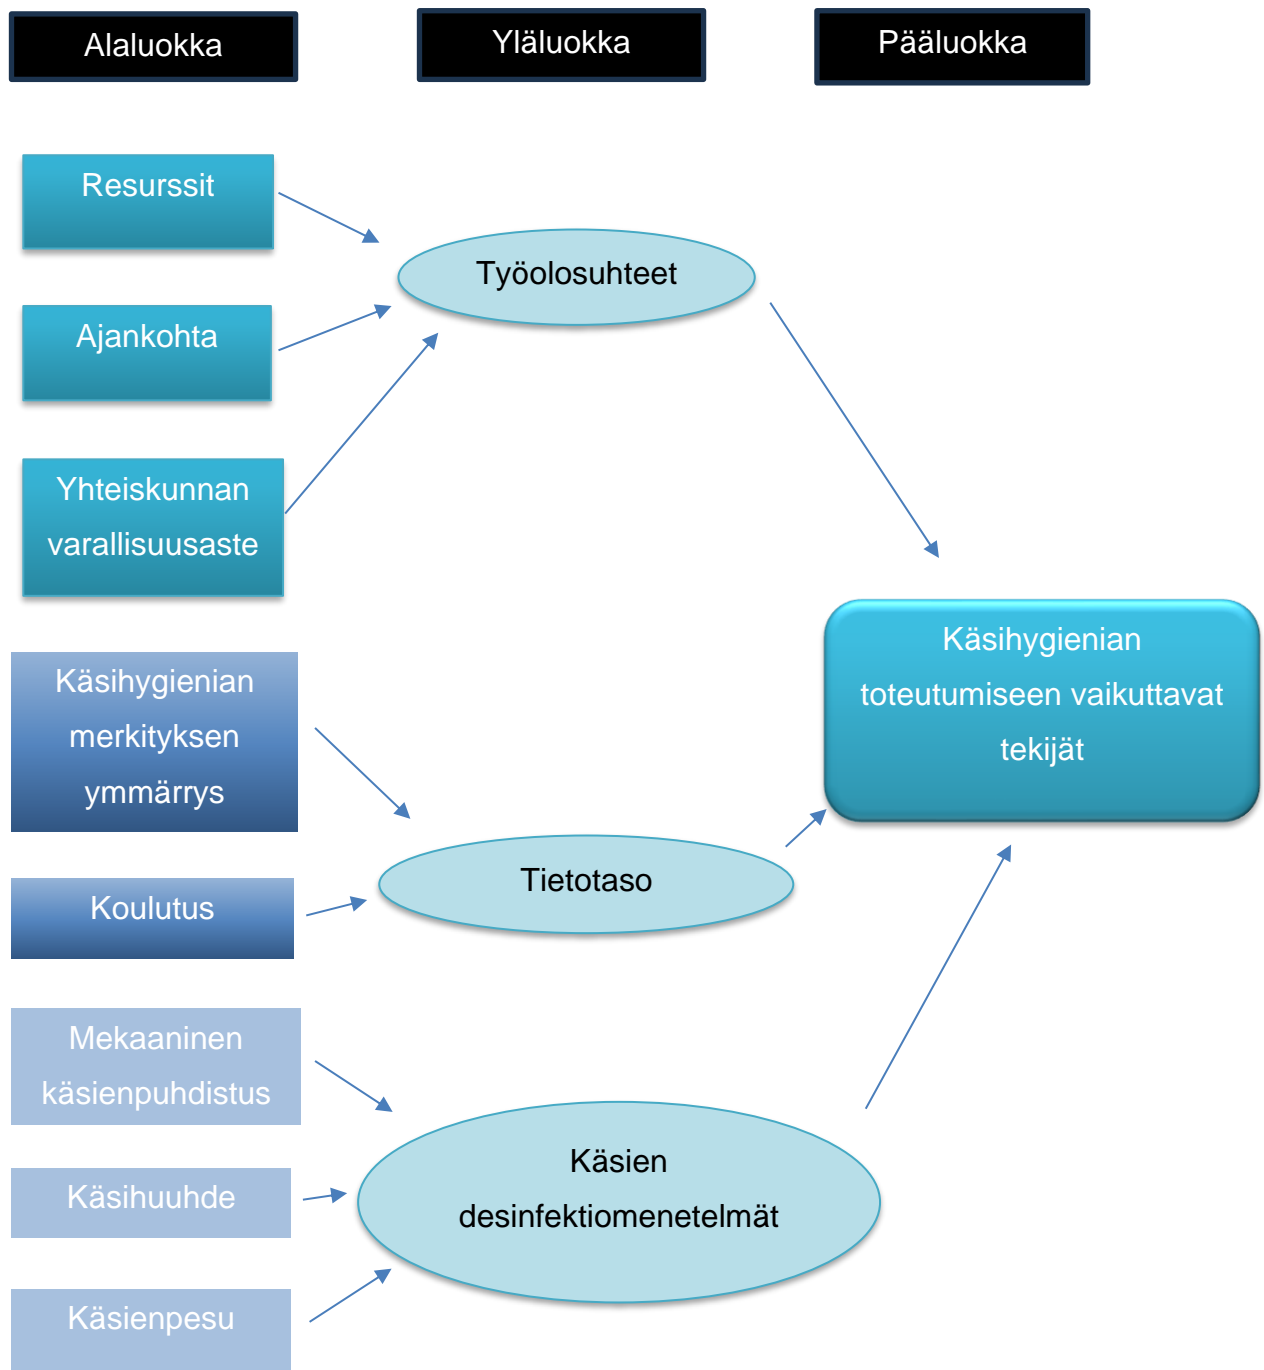 Alaluokka
Yläluokka
Pääluokka
Resurssit
Työolosuhteet
Ajankohta
Yhteiskunnan
varallisuusaste
Käsihygienian
toteutumiseen vaikuttavat
tekijät
Käsihygienian
merkityksen
ymmärrys
Tietotaso
Koulutus
Mekaaninen
käsienpuhdistus
Käsien
desinfektiomenetelmät
Käsihuuhde
Käsienpesu